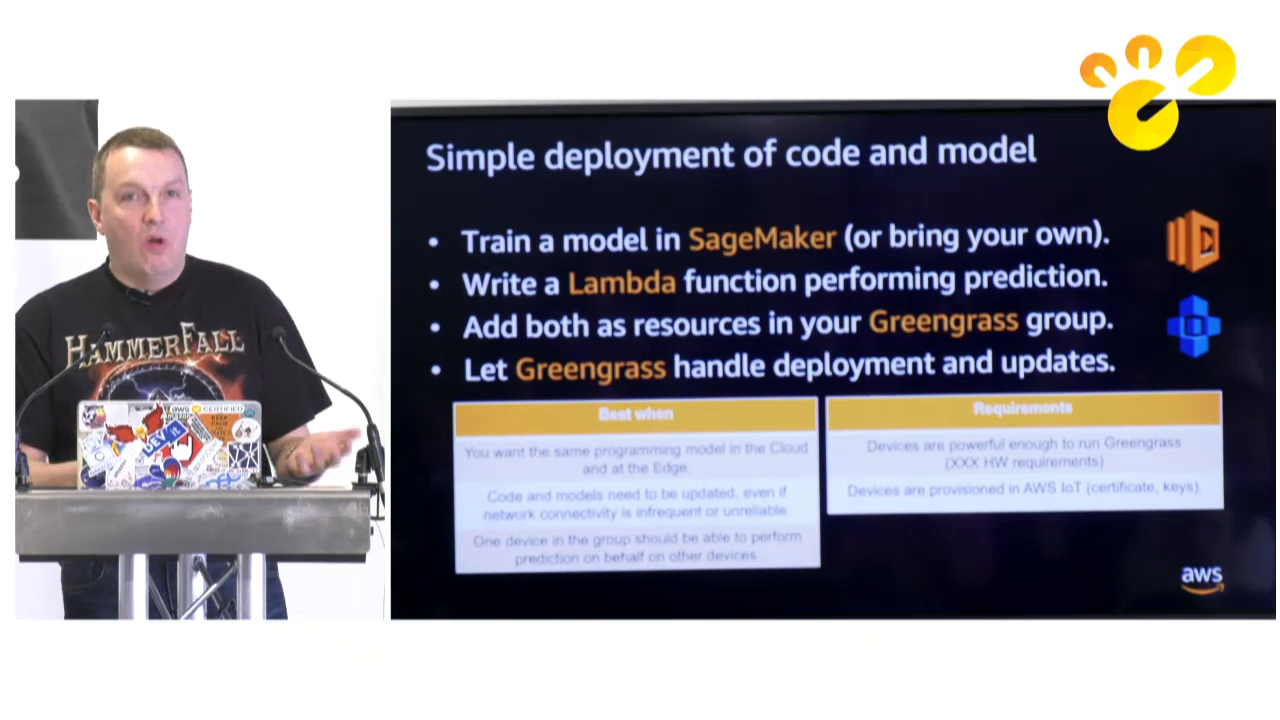 Simple deployment of code and model
• Train a model in SageMaker (or bring your own).
• Write a Lambda function performing prediction.
• Add both as resources in your Greengrass group.
• Let Greengrass handle deployment and updates.
Best when
You want the same programming model in the Cloud
and at the Edge.
Code and models need to be updated, even if
network connectivity is infrequent or unreliable.
One device in the group should be able to perform
prediction on behalf on other devices.
Requirements
Devices are powerful enough to run Greengrass
(XXX HW requirements)
Devices are provisioned in AWS IoT (certificate, keys).
aws
HAMMERFALL
aws CERTIFIED
DEV it